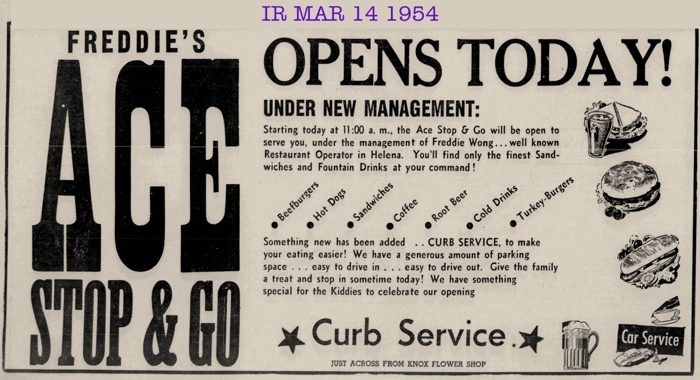 IR MAR 14 1954
FREDDIE'S
ACE
STOP & GO
OPENS TODAY!
UNDER NEW MANAGEMENT:
Starting today at 11:00 a. m., the Ace Stop & Go will be open to
serve you, under the management of Freddie Wong...well known
Restaurant Operator in Helena. You'll find only the finest Sand-
wiches and Fountain Drinks at your command!
Beefburgers
Hot Dogs
Sandwiches
Coffee
Root Beer
Cold Drinks
Turkey-Burgers
Something new has been added .. CURB SERVICE, to make
your eating easier! We have a generous amount of parking
space ... easy to drive in ... easy to drive out. Give the family
a treat and stop in sometime today! We have something
special for the Kiddies to celebrate our opening
Curb Service.
Car Service
JUST ACROSS FROM KNOX FLOWER SHOP